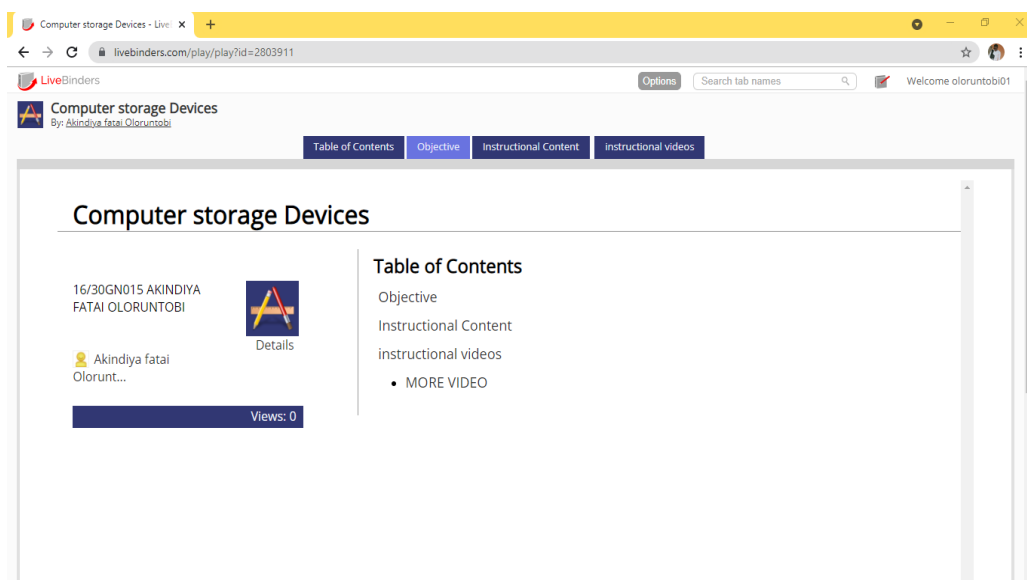 Computer storage Devices - Live
livebinders.com/play/play?id=2803911
LiveBinders
Options
Search tab names
Welcome oloruntobi01
Computer storage Devices
By: Akindiya fatai Oloruntobi
Table of Contents
Objective
Instructional Content
instructional videos
Computer storage Devices
16/30GN015 AKINDIYA
FATAI OLORUNTOBI
Details
Akindiya fatai
Olorunt...
Views: 0
Table of Contents
Objective
Instructional Content
instructional videos
MORE VIDEO